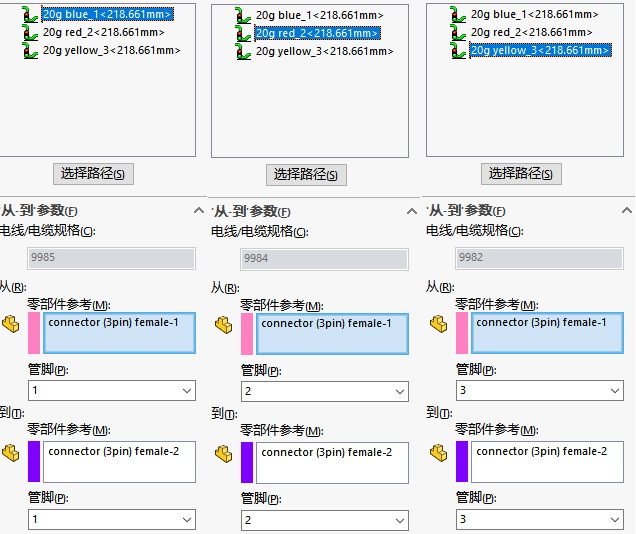 20g blue_1<218.661mm>
20g red_2<218.661mm>
20g yellow_3<218.661mm>
选择路径(S)
'从-到'参数(F)
电线/电缆规格(C):
9985
从(R):
零部件参考(M):
connector (3pin) female-1
管脚(P):
1
到(T):
零部件参考(M):
connector (3pin) female-2
管脚(P):
1
20g blue_1<218.661mm>
20g red_2<218.661mm>
20g yellow_3<218.661mm>
选择路径(S)
'从-到'参数(F)
电线/电缆规格(C):
9984
从(R):
零部件参考(M):
connector (3pin) female-1
管脚(P):
2
到(T):
零部件参考(M):
connector (3pin) female-2
管脚(P):
2
20g blue_1<218.661mm>
20g red_2<218.661mm>
20g yellow_3<218.661mm>
选择路径(S)
'从-到'参数(F)
电线/电缆规格(C):
9982
从(R):
零部件参考(M):
connector (3pin) female-1
管脚(P):
3
到(T):
零部件参考(M):
connector (3pin) female-2
管脚(P):
3